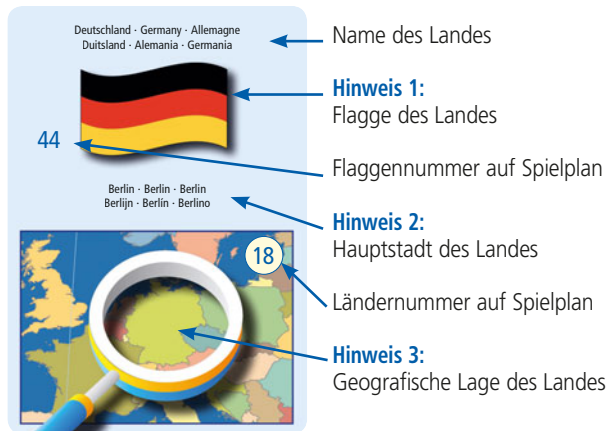 Deutschland · Germany · Allemagne
Duitsland · Alemania · Germania
Name des Landes
Hinweis 1:
Flagge des Landes
44
Flaggennummer auf Spielplan
Berlin · Berlin · Berlin
Berlijn · Berlín · Berlino
Hinweis 2:
Hauptstadt des Landes
18
Ländernummer auf Spielplan
Hinweis 3:
Geografische Lage des Landes